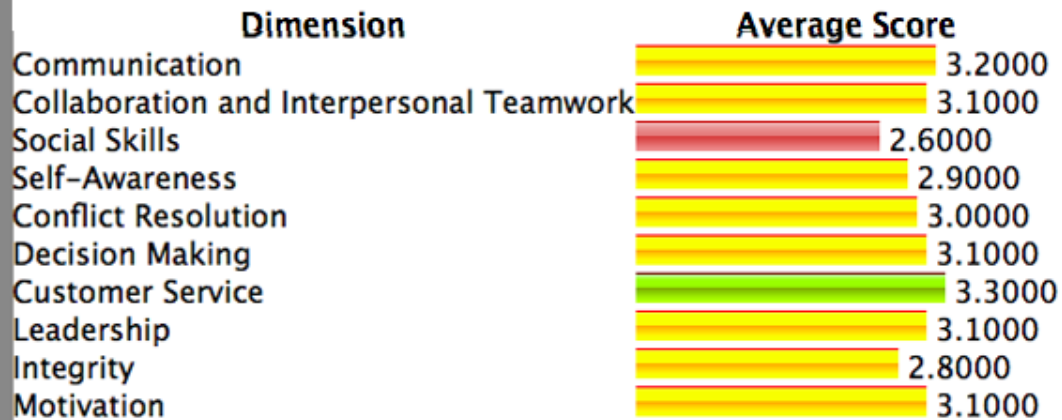 Dimension Average Score
Communication 3.2000
Collaboration and Interpersonal Teamwork 3.1000
Social Skills 2.6000
Self-Awareness 2.9000
Conflict Resolution 3.0000
Decision Making 3.1000
Customer Service 3.3000
Leadership 3.1000
Integrity 2.8000
Motivation 3.1000